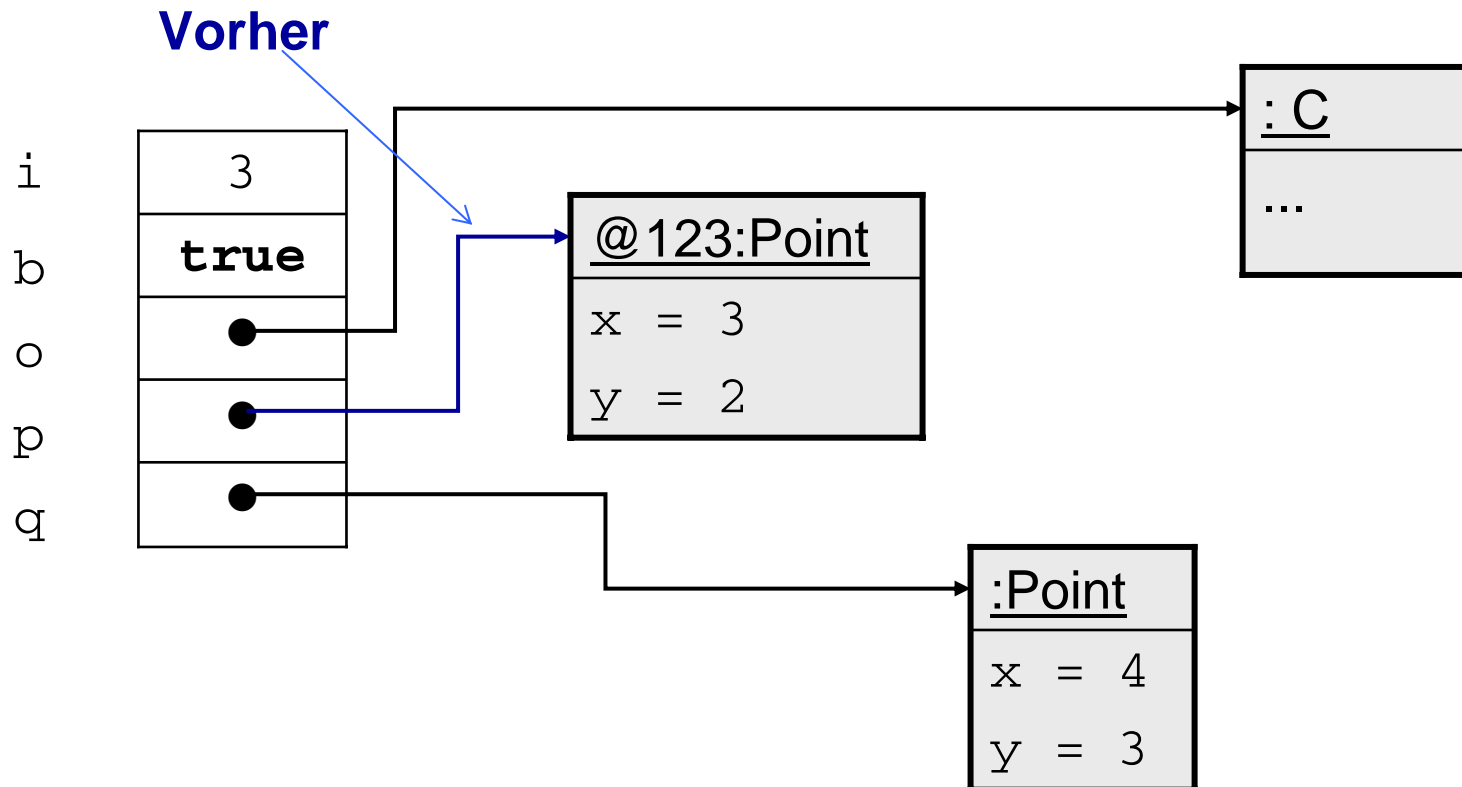 Vorher
i 3
b true
o
p
q
@123:Point
x = 3
y = 2
: C
...
:Point
x = 4
y = 3